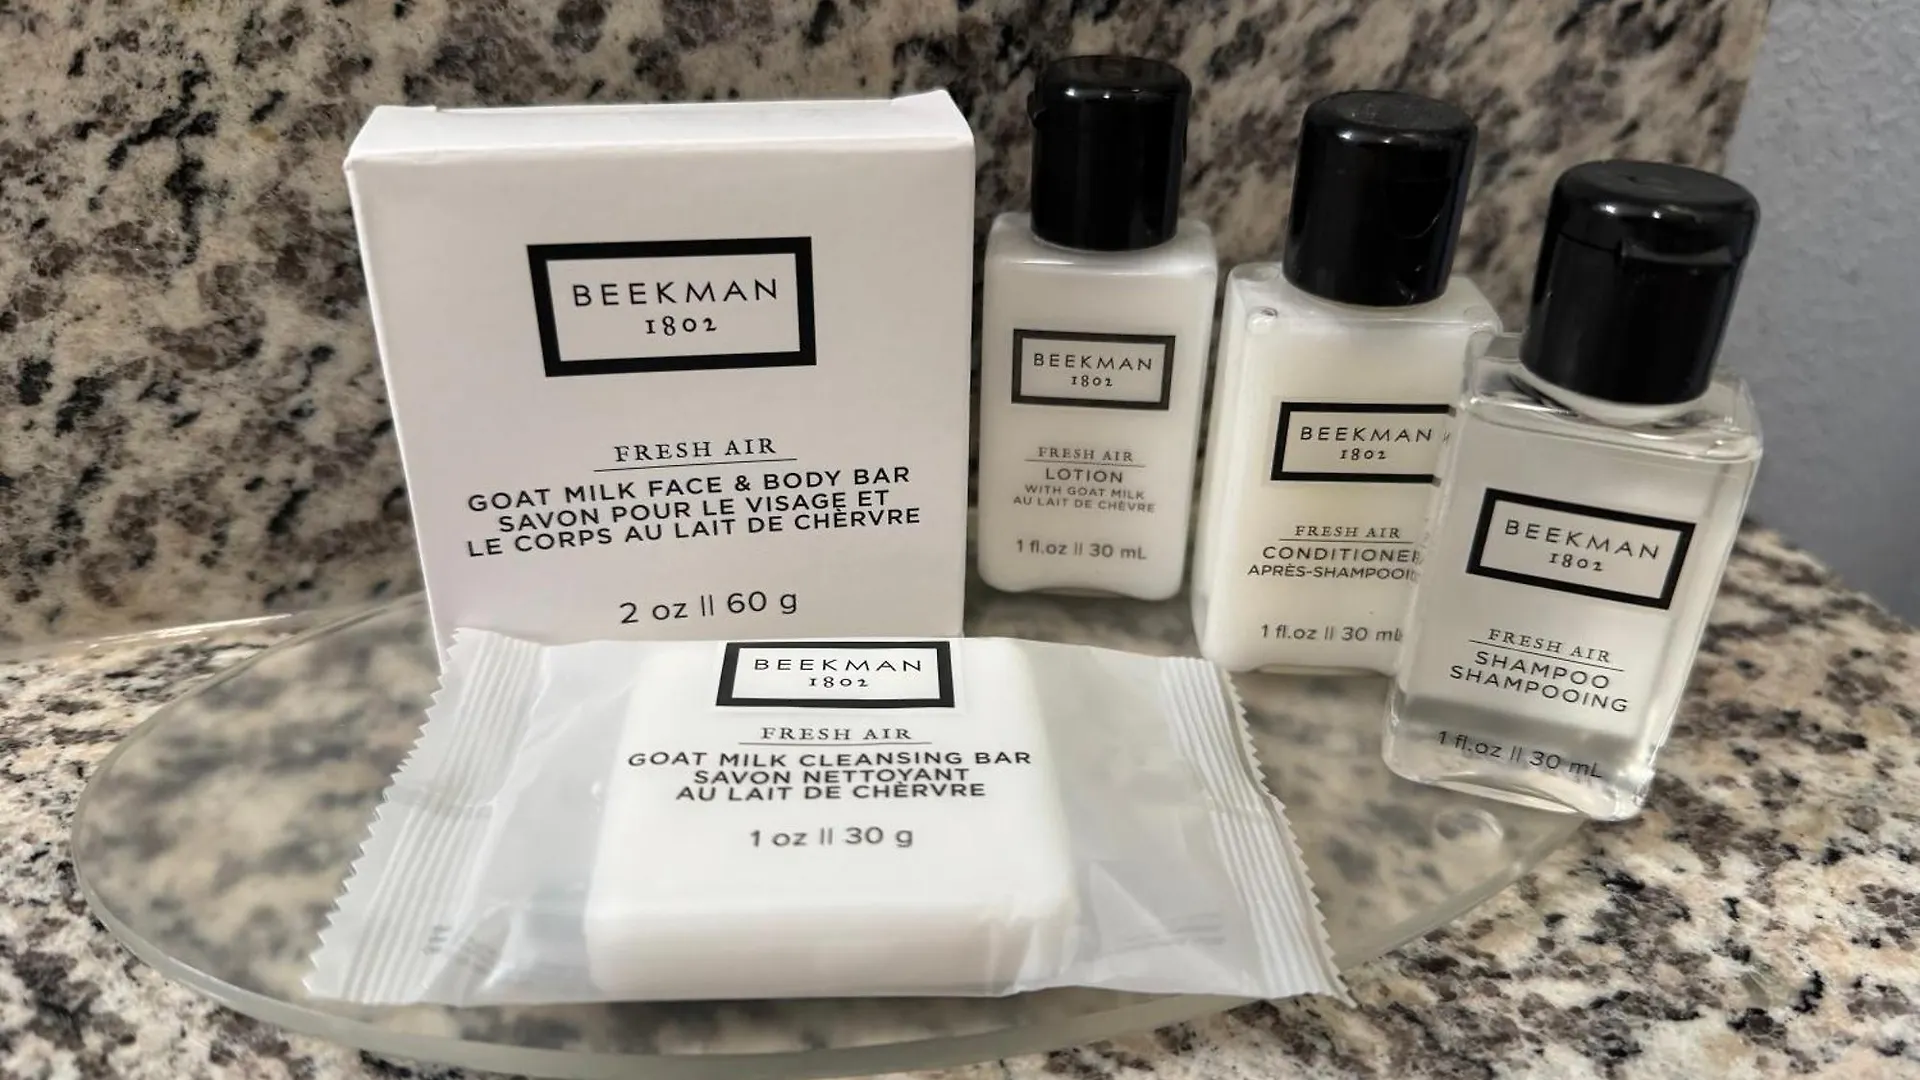 BEEKMAN
1802
FRESH AIR
GOAT MILK FACE & BODY BAR
SAVON POUR LE VISAGE ET
LE CORPS AU LAIT DE CHÈRVRE
2 oz || 60 g
BEEKMAN
1802
FRESH AIR
GOAT MILK CLEANSING BAR
SAVON NETTOYANT
AU LAIT DE CHÈRVRE
1 oz || 30 g
BEEKMAN
1802
FRESH AIR
LOTION
WITH GOAT MILK
AU LAIT DE CHÈVRE
1 fl.oz || 30 mL
BEEKMAN
1802
FRESH AIR
CONDITIONER
APRÈS-SHAMPOOI
1 fl.oz || 30 mL
BEEKMAN
1802
FRESH AIR
SHAMPOO
SHAMPOOING
1 fl.oz || 30 mL